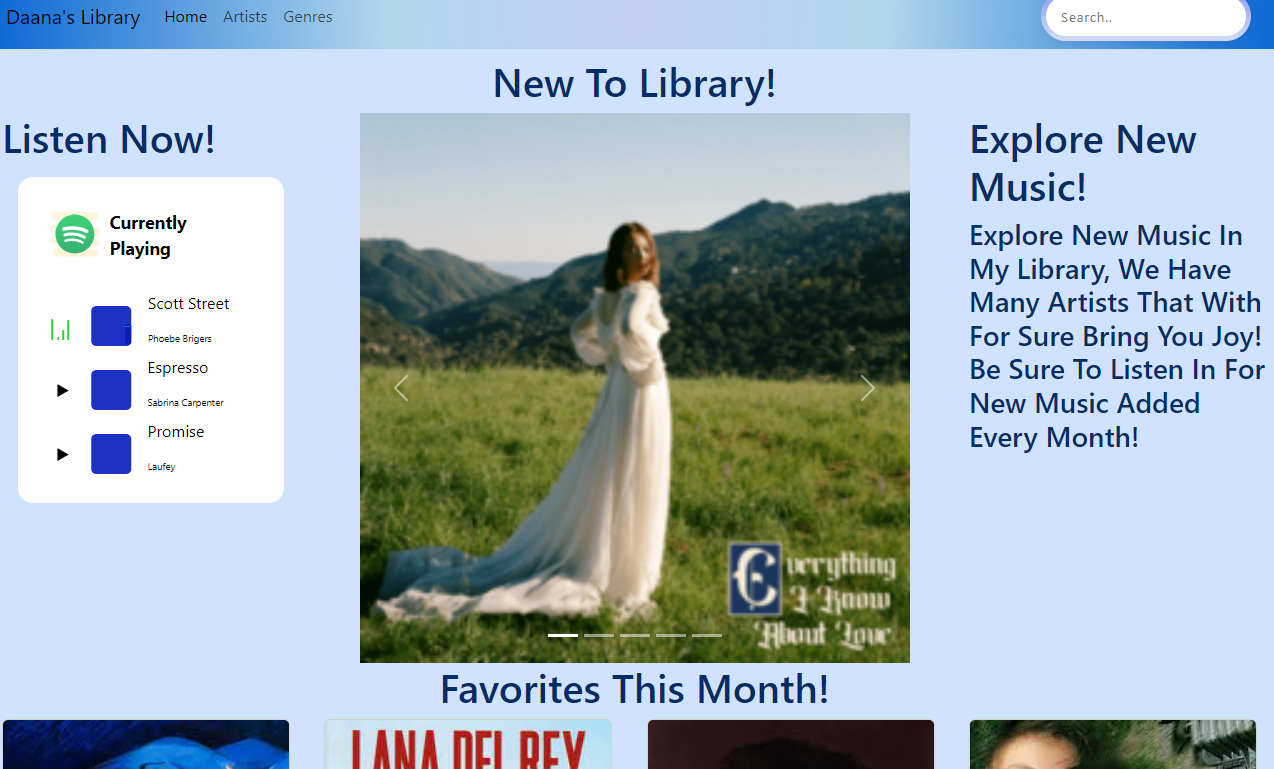 Daana's Library Home Artists Genres Search..
New To Library!
Listen Now!
Currently
Playing
Scott Street
Phoebe Brigers
Espresso
Sabrina Carpenter
Promise
Laufey
Everything
I Know
About Love
Explore New
Music!
Explore New Music In
My Library, We Have
Many Artists That With
For Sure Bring You Joy!
Be Sure To Listen In For
New Music Added
Every Month!
Favorites This Month!
LANA DEL REY